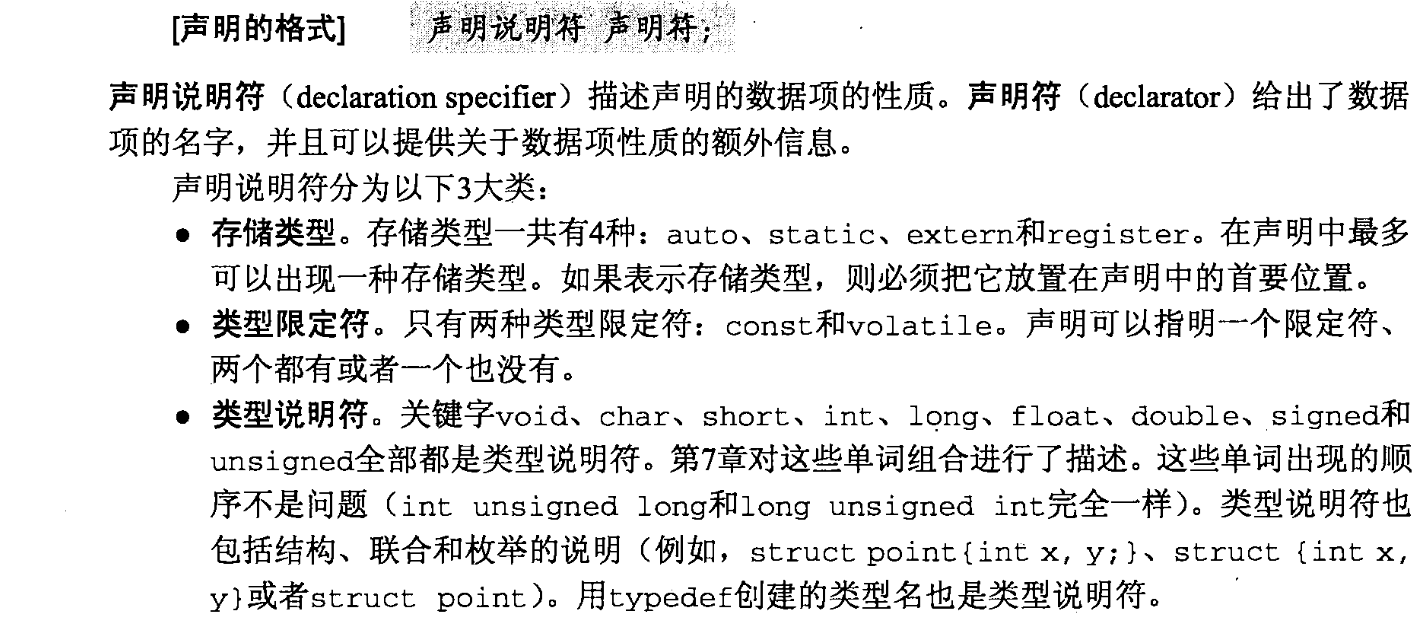 [声明的格式] 声明说明符 声明符;
声明说明符（declaration specifier）描述声明的数据项的性质。声明符（declarator）给出了数据
项的名字，并且可以提供关于数据项性质的额外信息。
声明说明符分为以下3大类：
● 存储类型。存储类型一共有4种：auto、static、extern和register。在声明中最多
可以出现一种存储类型。如果表示存储类型，则必须把它放置在声明中的首要位置。
● 类型限定符。只有两种类型限定符：const和volatile。声明可以指明一个限定符、
两个都有或者一个也没有。
● 类型说明符。关键字void、char、short、int、long、float、double、signed和
unsigned全部都是类型说明符。第7章对这些单词组合进行了描述。这些单词出现的顺
序不是问题（int unsigned long和long unsigned int完全一样）。类型说明符也
包括结构、联合和枚举的说明（例如，struct point{int x, y;}、struct {int x,
y}或者struct point）。用typedef创建的类型名也是类型说明符。